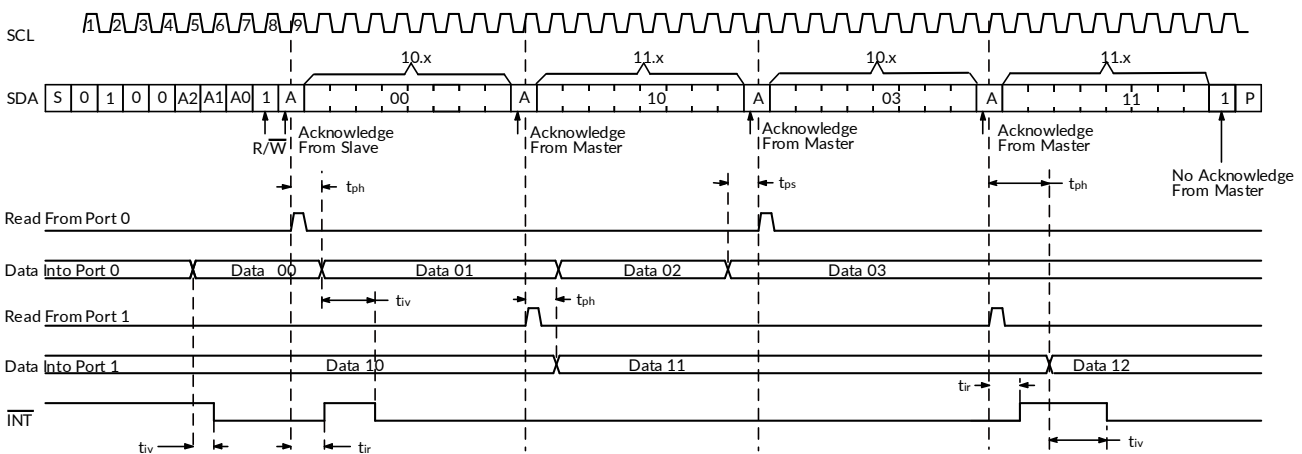 SCL 1 2 3 4 5 6 7 8 9
10.x 11.x 10.x 11.x
SDA S 0 1 0 0 A2 A1 A0 1 A 00 A 10 A 03 A 11 1 P
R/W
Acknowledge
From Slave
Acknowledge
From Master
Acknowledge
From Master
Acknowledge
From Master
No Acknowledge
From Master
tph tps tph
Read From Port 0
Data Into Port 0 Data 00 Data 01 Data 02 Data 03
tiv tph
Read From Port 1
Data Into Port 1 Data 10 Data 11 Data 12
tir
INT
tiv tir tiv